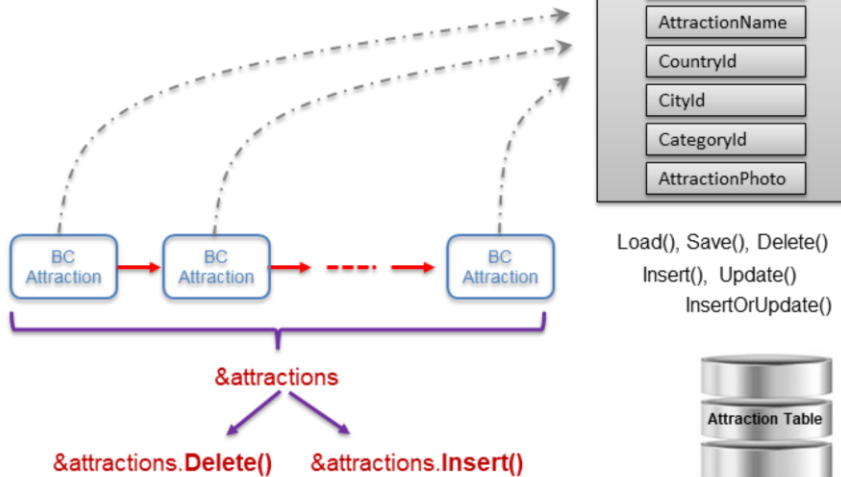 AttractionName
CountryId
CityId
CategoryId
AttractionPhoto
BC
Attraction
BC
Attraction
BC
Attraction
Load(), Save(), Delete()
Insert(), Update()
InsertOrUpdate()
&attractions
Attraction Table
&attractions.Delete()
&attractions.Insert()